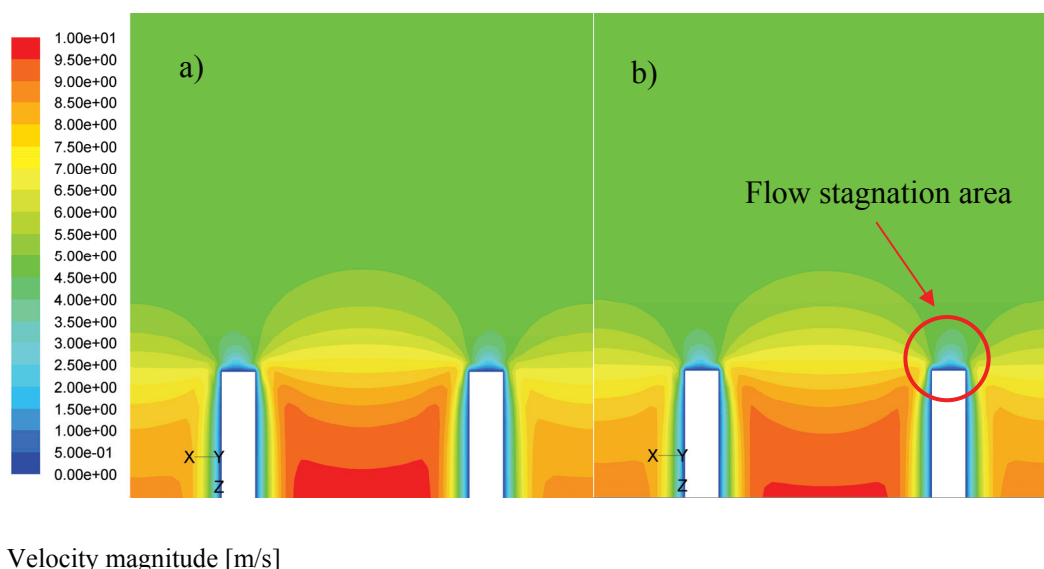 1.00e+01
9.50e+00
9.00e+00
8.50e+00
8.00e+00
7.50e+00
7.00e+00
6.50e+00
6.00e+00
5.50e+00
5.00e+00
4.50e+00
4.00e+00
3.50e+00
3.00e+00
2.50e+00
2.00e+00
1.50e+00
1.00e+00
5.00e-01
0.00e+00
a)
X Y
Z
b)
Flow stagnation area
X Y
Z
Velocity magnitude [m/s]